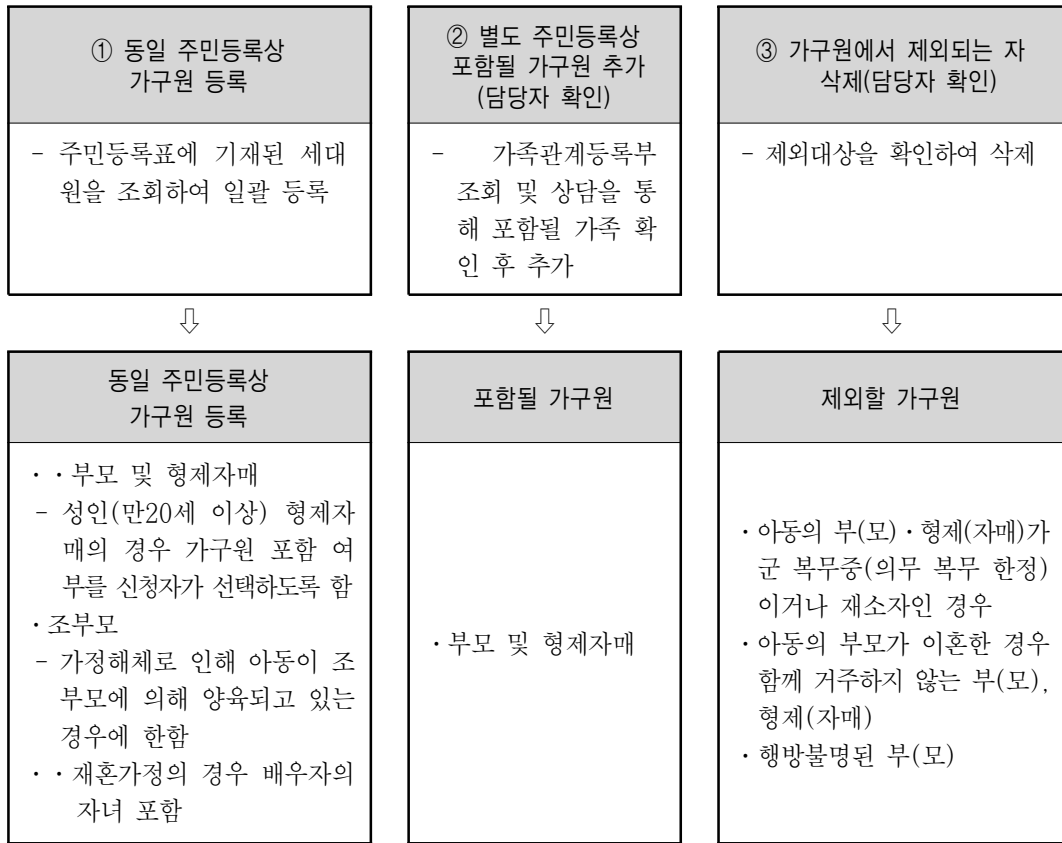 ① 동일 주민등록상
가구원 등록
- 주민등록표에 기재된 세대
원을 조회하여 일괄 등록
⇩
동일 주민등록상
가구원 등록
· · 부모 및 형제자매
- 성인(만20세 이상) 형제자
매의 경우 가구원 포함 여
부를 신청자가 선택하도록 함
· 조부모
- 가정해체로 인해 아동이 조
부모에 의해 양육되고 있는
경우에 한함
· · 재혼가정의 경우 배우자의
자녀 포함
② 별도 주민등록상
포함될 가구원 추가
(담당자 확인)
- 가족관계등록부
조회 및 상담을 통
해 포함될 가족 확
인 후 추가
⇩
포함될 가구원
· 부모 및 형제자매
③ 가구원에서 제외되는 자
삭제(담당자 확인)
- 제외대상을 확인하여 삭제
⇩
제외할 가구원
· 아동의 부(모)·형제(자매)가
군 복무중(의무 복무 한정)
이거나 재소자인 경우
· 아동의 부모가 이혼한 경우
함께 거주하지 않는 부(모),
형제(자매)
· 행방불명된 부(모)